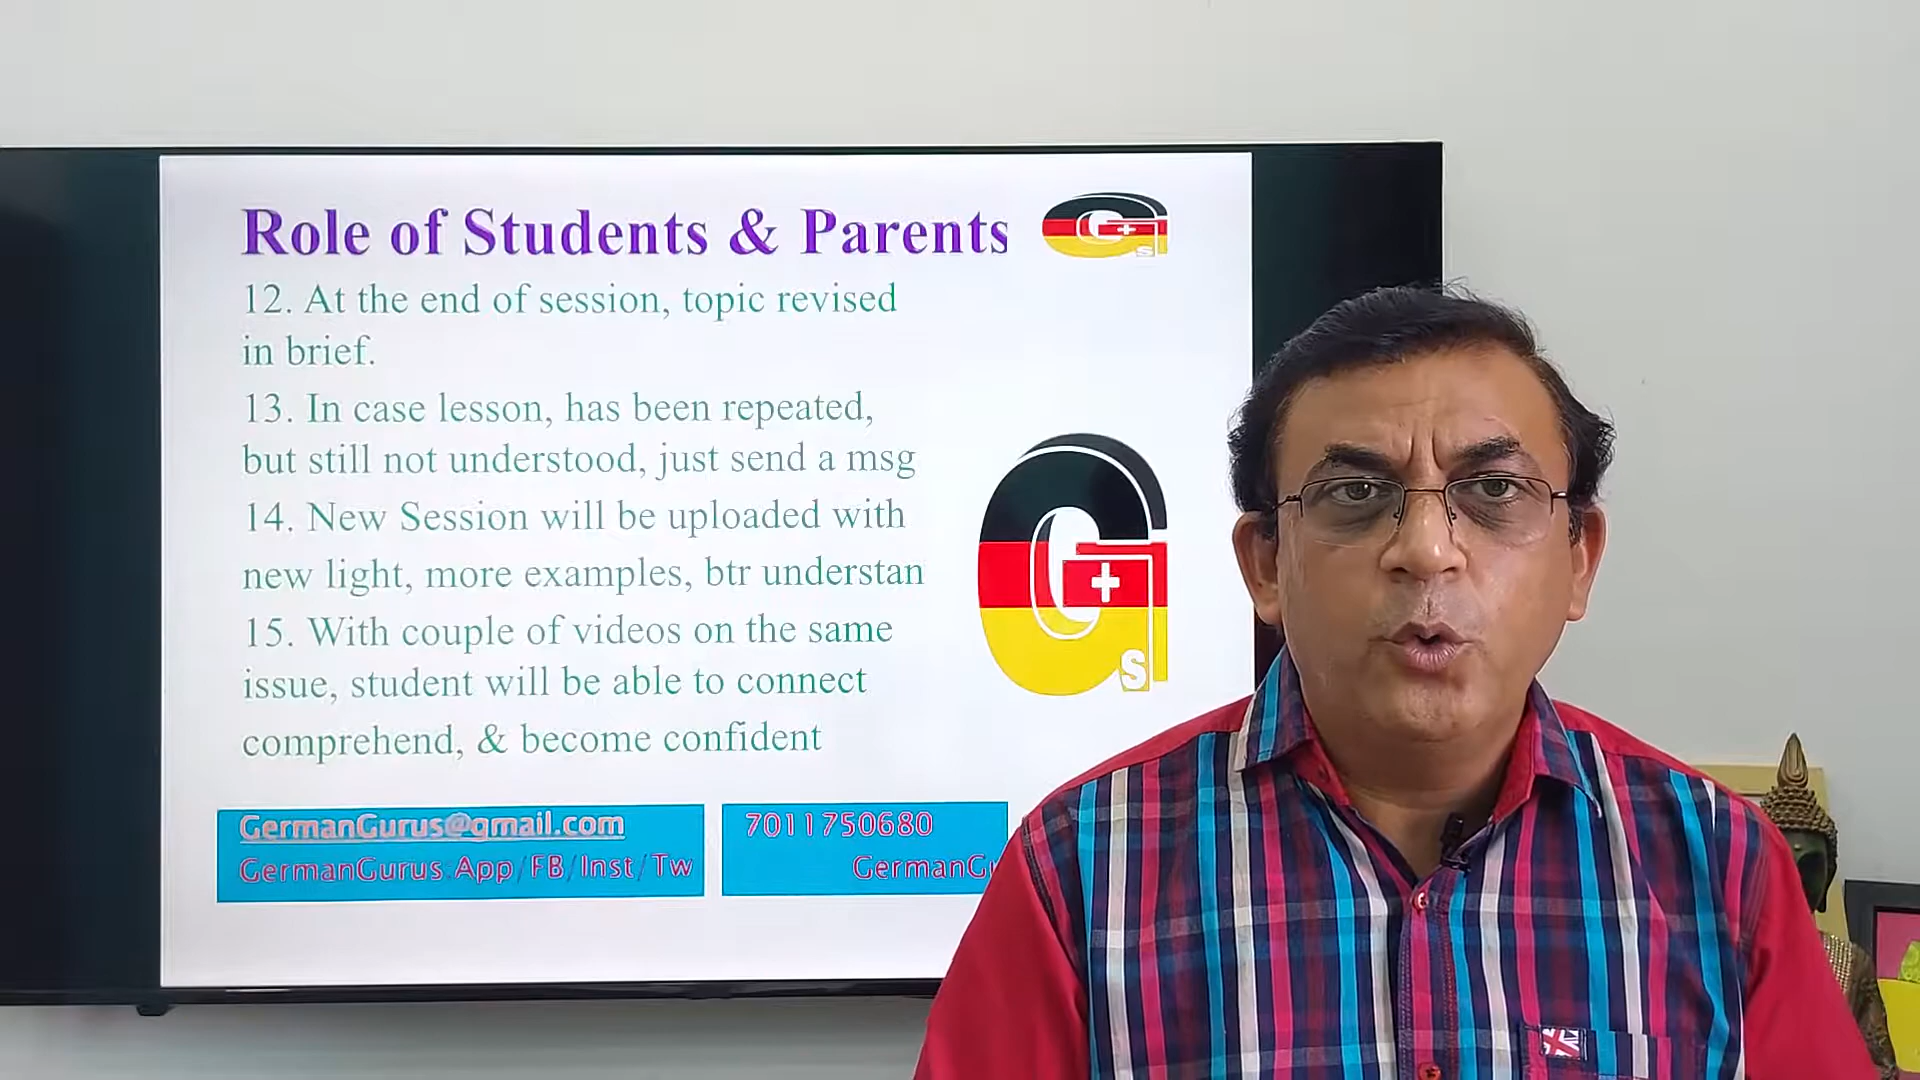 Role of Students & Parents
12. At the end of session, topic revised
in brief.
13. In case lesson, has been repeated,
but still not understood, just send a msg
14. New Session will be uploaded with
new light, more examples, btr understan
15. With couple of videos on the same
issue, student will be able to connect
comprehend, & become confident
GermanGurus@gmail.com
GermanGurus:App/FB/Inst/Tw
7011750680
GermanGu
Gs
Gs